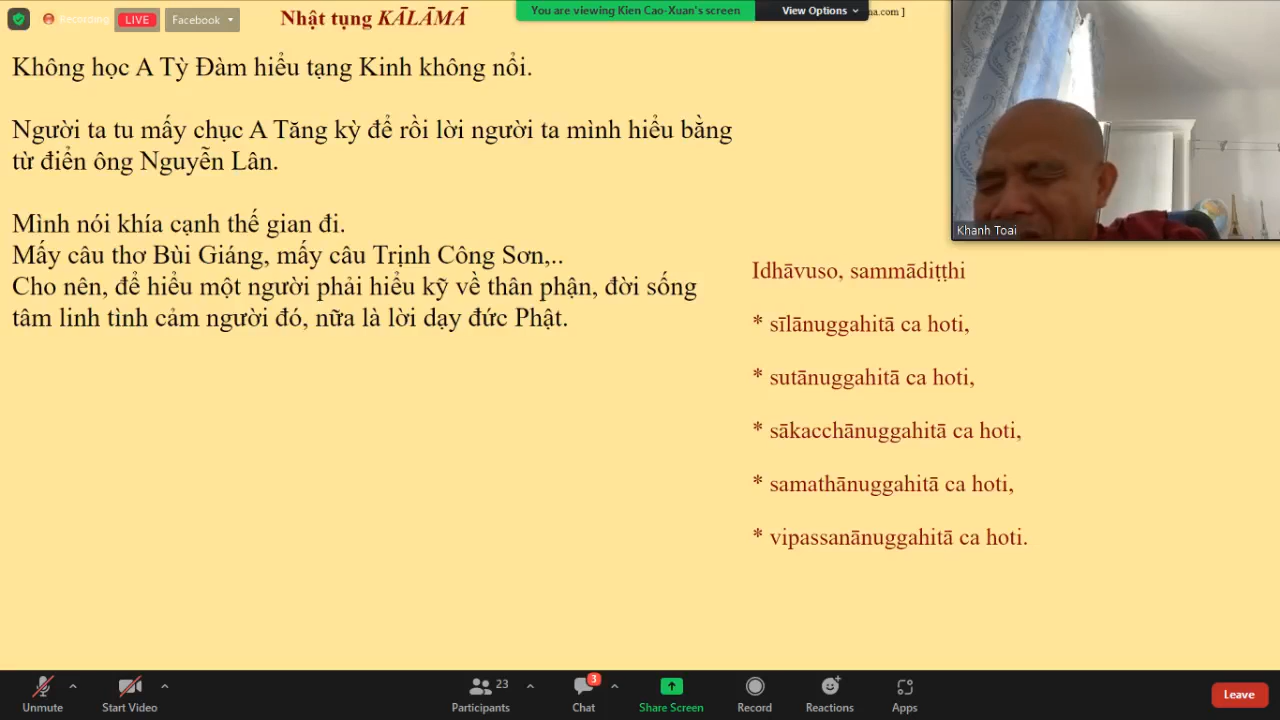 Recording
LIVE
Facebook
Nhật tụng KĀLĀMĀ
You are viewing Kien Cao-Xuan's screen
View Options
na.com ]
Không học A Tỳ Đàm hiểu tạng Kinh không nổi.
Người ta tu mấy chục A Tăng kỳ để rồi lời người ta mình hiểu bằng
từ điển ông Nguyễn Lân.
Mình nói khía cạnh thế gian đi.
Mấy câu thơ Bùi Giáng, mấy câu Trịnh Công Sơn,..
Cho nên, để hiểu một người phải hiểu kỹ về thân phận, đời sống
tâm linh tình cảm người đó, nữa là lời dạy đức Phật.
Khanh Toai
Idhāvuso, sammādiṭṭhi
* sīlānuggahitā ca hoti,
* sutānuggahitā ca hoti,
* sākacchānuggahitā ca hoti,
* samathānuggahitā ca hoti,
* vipassanānuggahitā ca hoti.
Unmute
Start Video
23
Participants
3
Chat
Share Screen
Record
Reactions
Apps
Leave